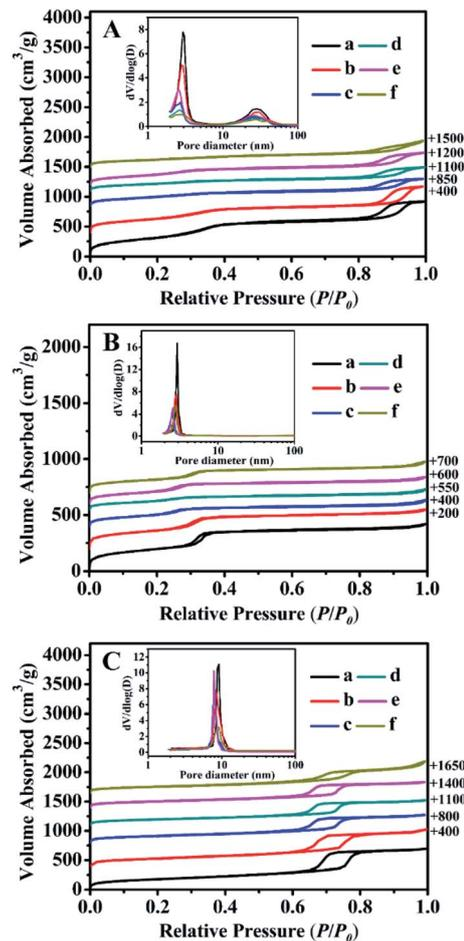 A
4000
3500
3000
2500
2000
1500
1000
500
0
Volume Absorbed (cm³/g)
8
6
4
2
0
dV/dlog(D)
1 10 100
Pore diameter (nm)
a d
b e
c f
+1500
+1200
+1100
+850
+400
0.0 0.2 0.4 0.6 0.8 1.0
Relative Pressure (P/P₀)
B
2000
1500
1000
500
0
Volume Absorbed (cm³/g)
16
12
8
4
0
dV/dlog(D)
1 10 100
Pore diameter (nm)
a d
b e
c f
+700
+600
+550
+400
+200
0.0 0.2 0.4 0.6 0.8 1.0
Relative Pressure (P/P₀)
C
4000
3500
3000
2500
2000
1500
1000
500
0
Volume Absorbed (cm³/g)
12
10
8
6
4
2
0
dV/dlog(D)
1 10 100
Pore diameter (nm)
a d
b e
c f
+1650
+1400
+1100
+800
+400
0.0 0.2 0.4 0.6 0.8 1.0
Relative Pressure (P/P₀)